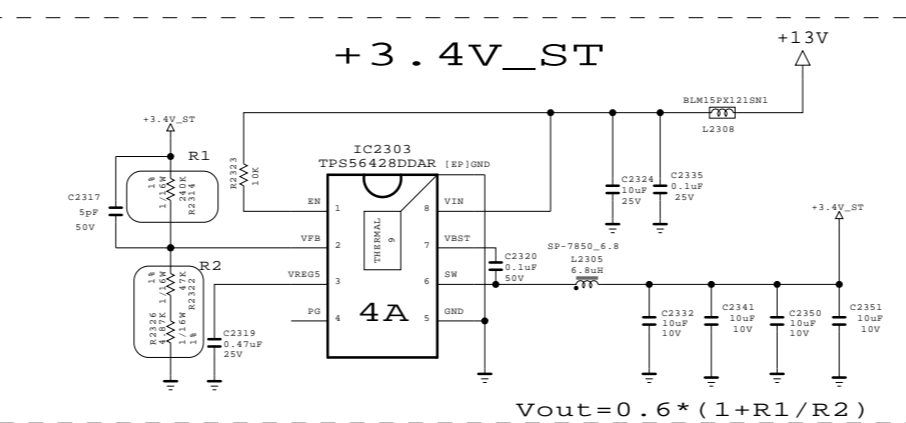 +3.4V_ST
+13V
BLM15PX121SN1
L2308
+3.4V_ST
R1
1%
1/16W
240K
R2314
C2317
5pF
50V
R2323
10K
IC2303
TPS56428DDAR
[EP]GND
EN
1
VFB
2
VREG5
3
PG
4
THERMAL
9
4A
8
VIN
7
VBST
6
SW
5
GND
C2324
10uF
25V
C2335
0.1uF
25V
R2
1%
1/16W
47K
R2322
R2326
4.87K
1/16W
1%
C2319
0.47uF
25V
C2320
0.1uF
50V
SP-7850_6.8
L2305
6.8uH
+3.4V_ST
C2332
10uF
10V
C2341
10uF
10V
C2350
10uF
10V
C2351
10uF
10V
Vout=0.6*(1+R1/R2)